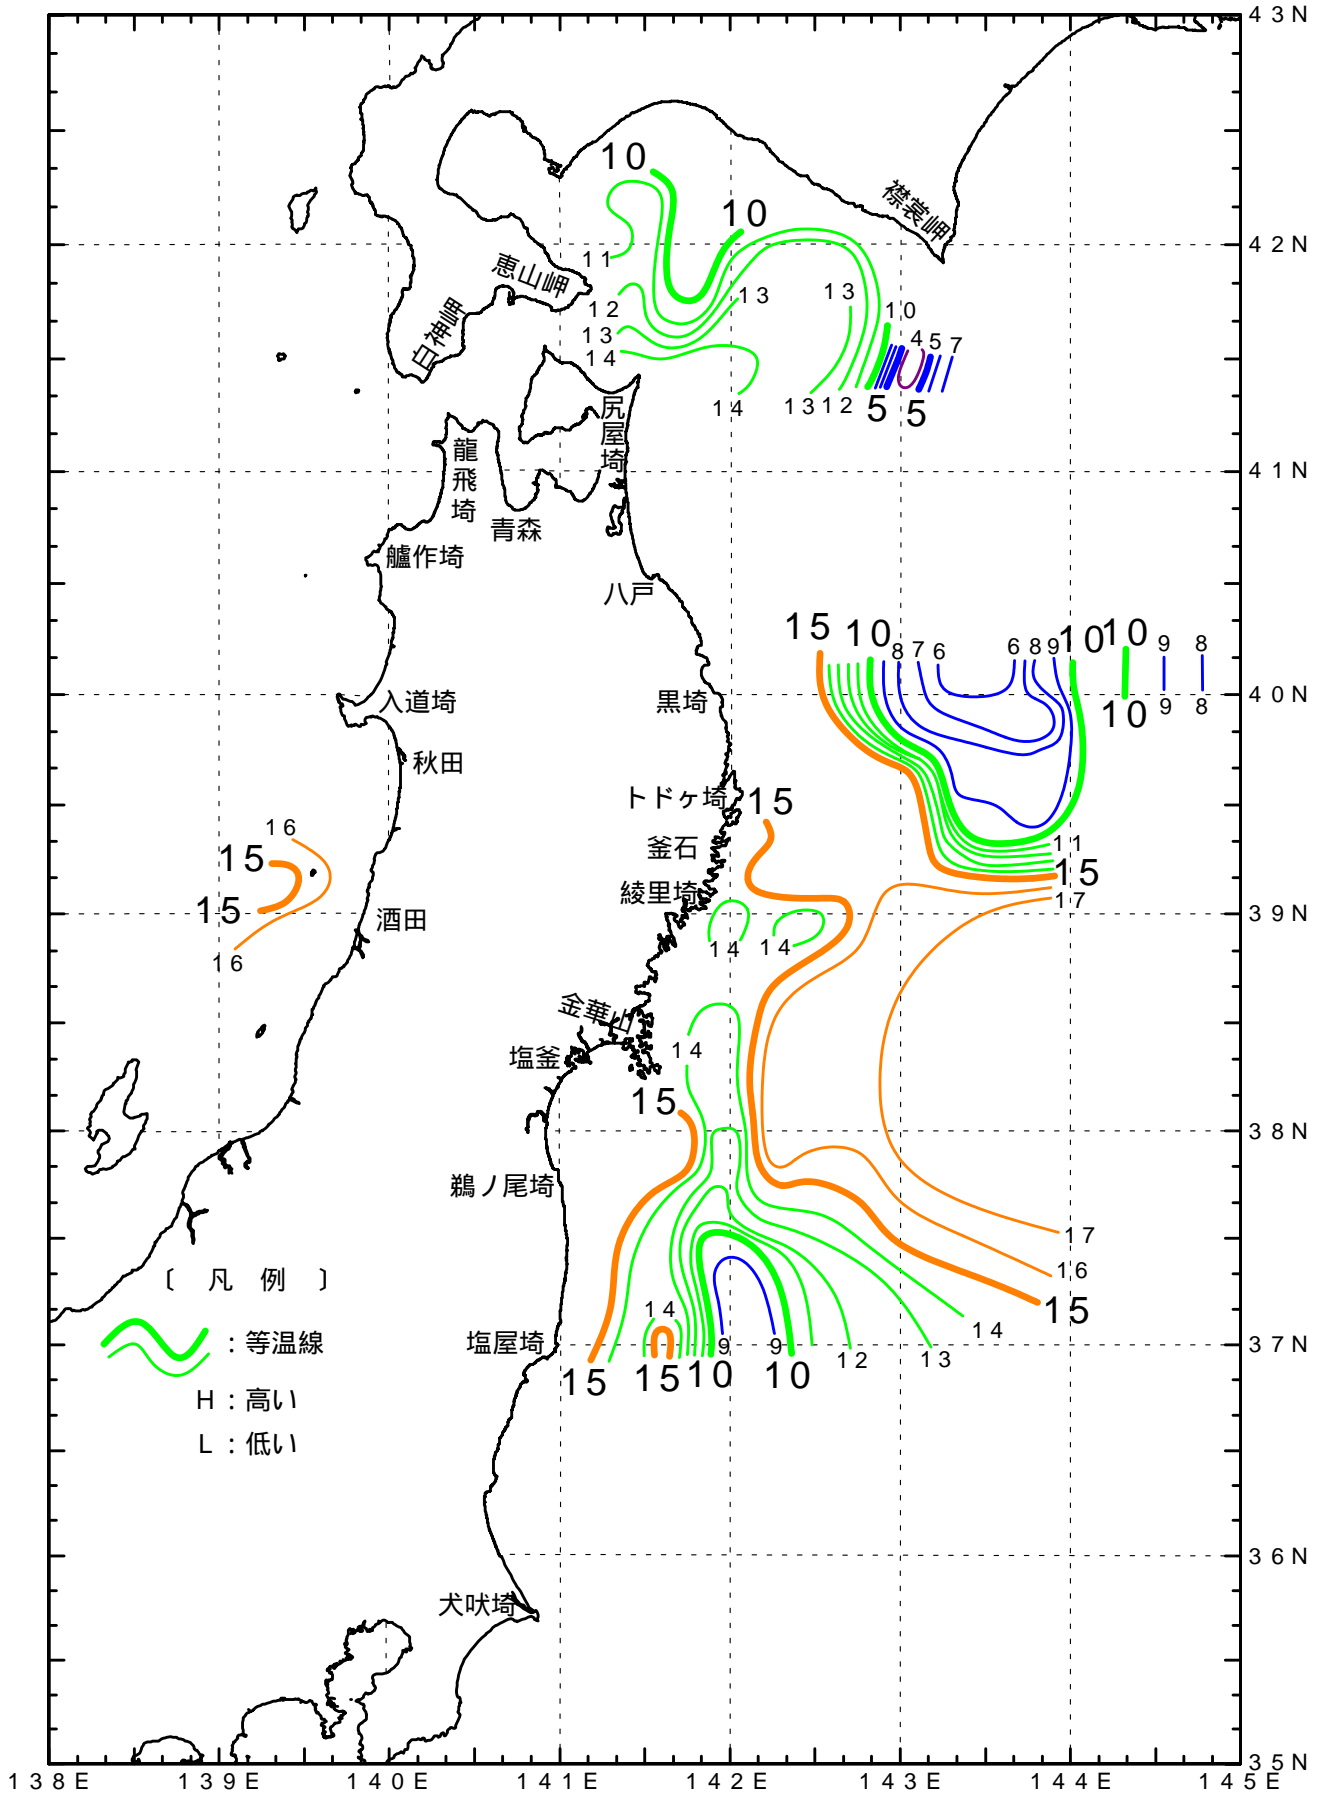 43N
10
襟裳岬
10
42N
11
恵山岬
12
13
13
10
白神岬
13
4
5
7
14
14
13
12
5
5
尻屋埼
龍飛埼
41N
青森
艫作埼
八戸
15
10
8
7
6
6
8
9
10
10
9
8
入道埼
黒埼
40N
10
9
8
秋田
トドヶ埼
15
16
釜石
11
15
綾里埼
15
17
15
酒田
39N
14
14
16
金華山
14
塩釜
15
38N
鵜ノ尾埼
17
16
〔 凡 例 〕
15
14
14
:等温線
塩屋埼
9
9
12
13
37N
15
15
10
10
H:高い
L:低い
36N
犬吠埼
35N
138E
139E
140E
141E
142E
143E
144E
145E